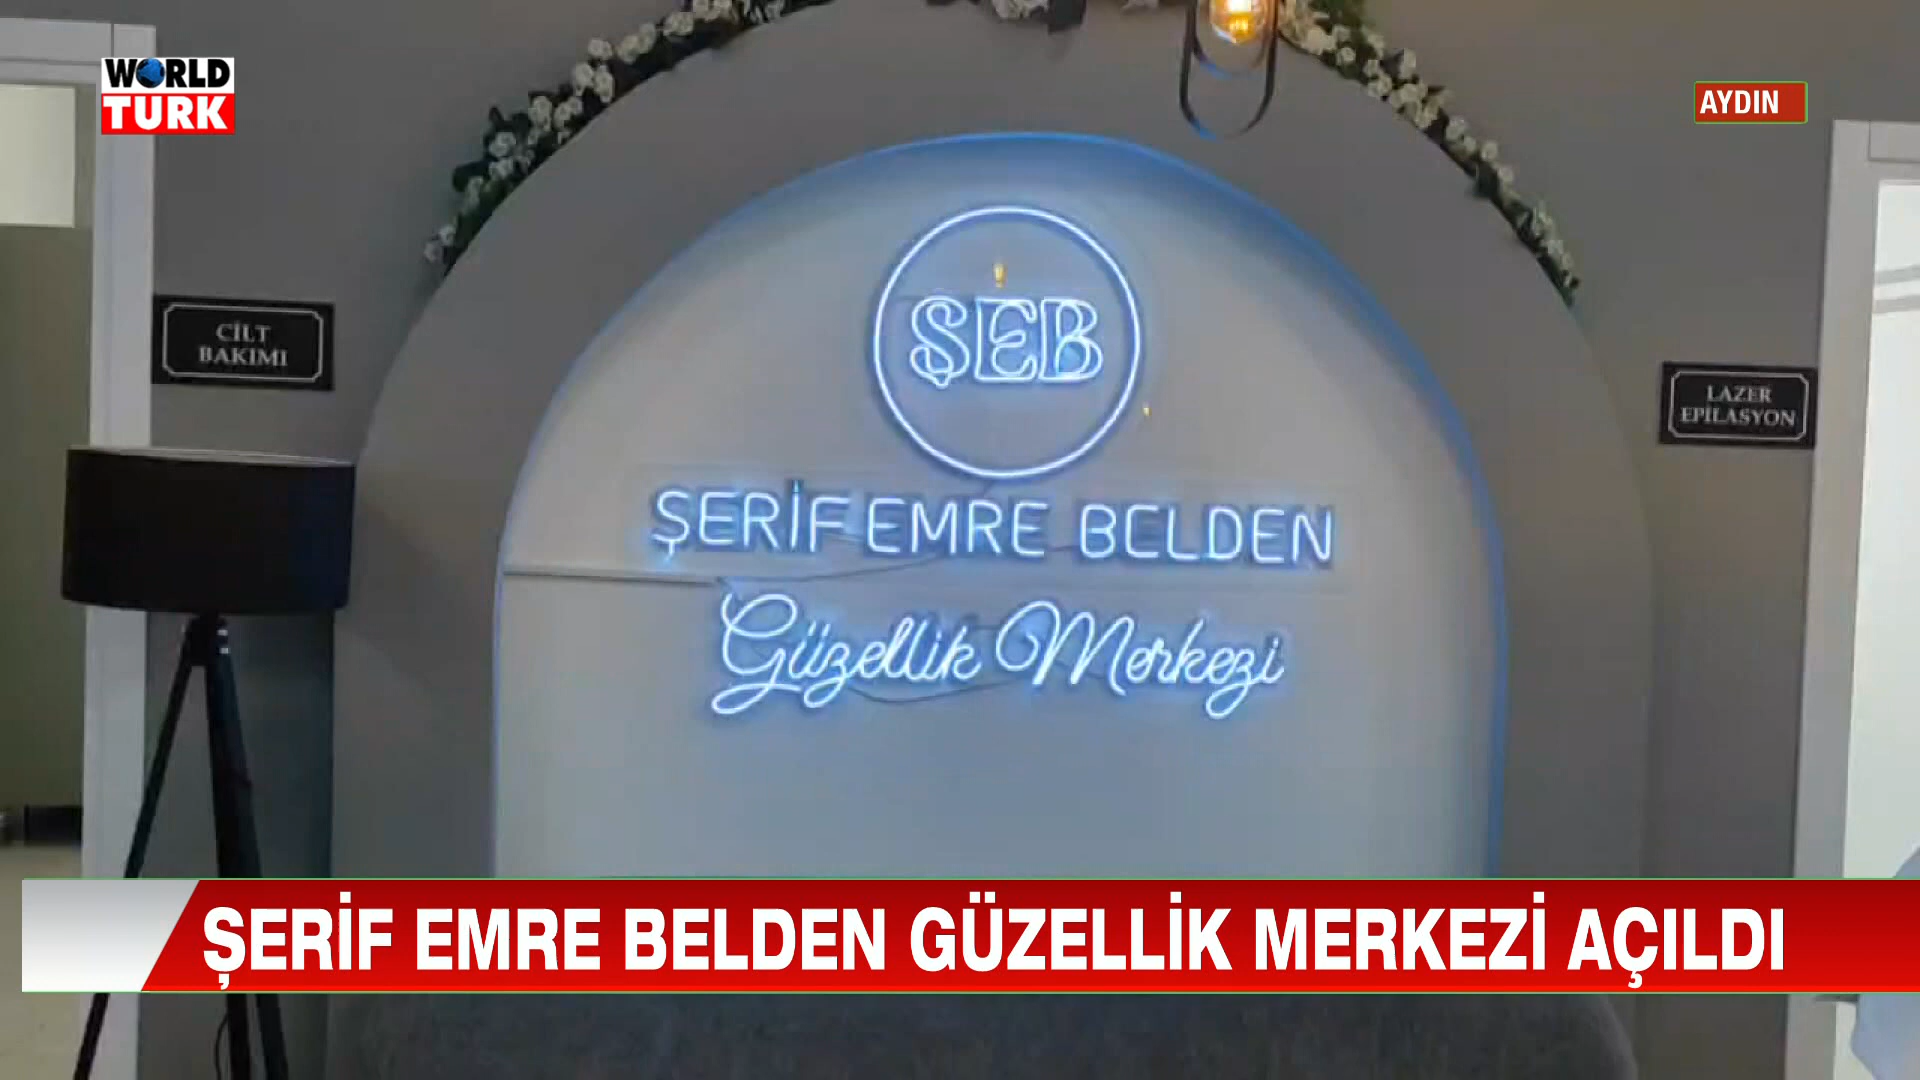 WORLD
TURK
AYDIN
CİLT
BAKIMI
LAZER
EPİLASYON
ŞEB
ŞERİF EMRE BELDEN
Güzellik Merkezi
ŞERİF EMRE BELDEN GÜZELLİK MERKEZİ AÇILDI